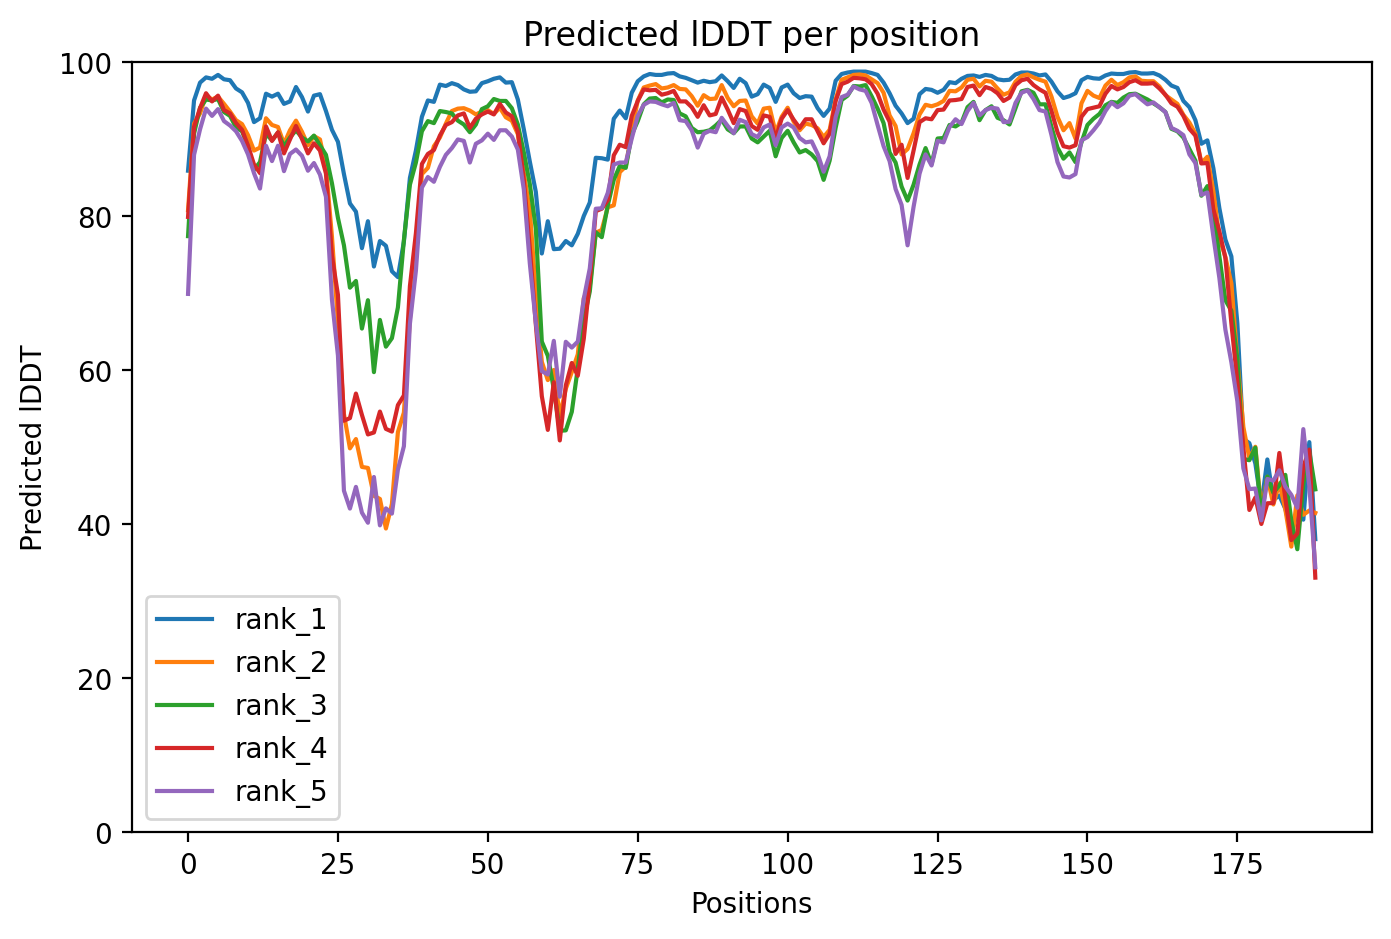 Predicted lDDT per position
100
80
60
40
20
0
Predicted lDDT
rank_1
rank_2
rank_3
rank_4
rank_5
0 25 50 75 100 125 150 175
Positions